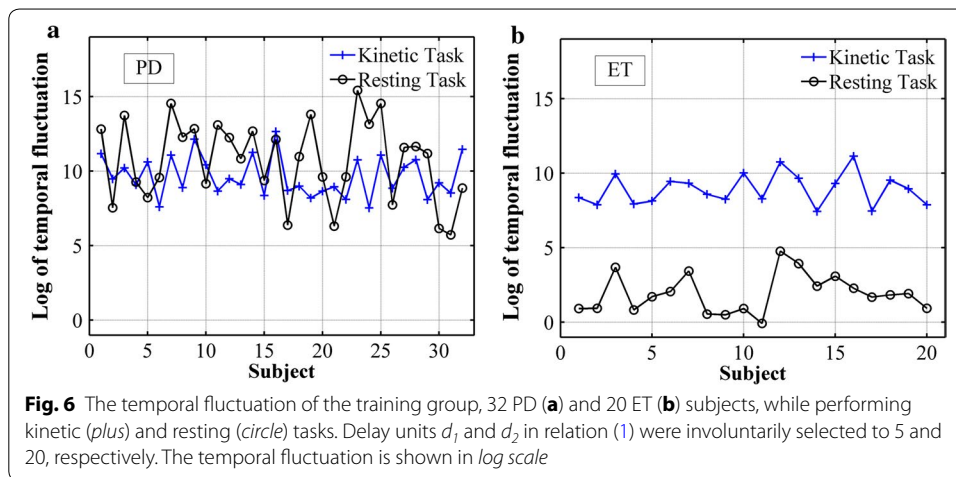 a
PD
Kinetic Task
Resting Task
Log of temporal fluctuation
15
10
5
0
0 5 10 15 20 25 30
Subject
b
ET
Kinetic Task
Resting Task
Log of temporal fluctuation
15
10
5
0
0 5 10 15 20
Subject
Fig. 6 The temporal fluctuation of the training group, 32 PD (a) and 20 ET (b) subjects, while performing
kinetic (plus) and resting (circle) tasks. Delay units d1 and d2 in relation (1) were involuntarily selected to 5 and
20, respectively. The temporal fluctuation is shown in log scale